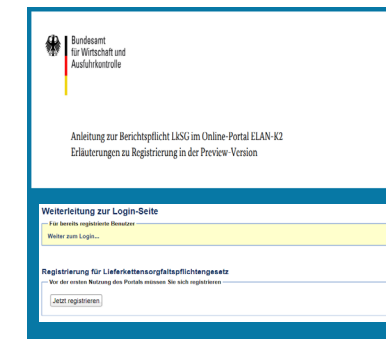 Bundesamt
für Wirtschaft und
Ausfuhrkontrolle
Anleitung zur Berichtspflicht LkSG im Online-Portal ELAN-K2
Erläuterungen zu Registrierung in der Preview-Version
Weiterleitung zur Login-Seite
Für bereits registrierte Benutzer
Weiter zum Login...
Registrierung für Lieferkettensorgfaltspflichtengesetz
Vor der ersten Nutzung des Portals müssen Sie sich registrieren
Jetzt registrieren